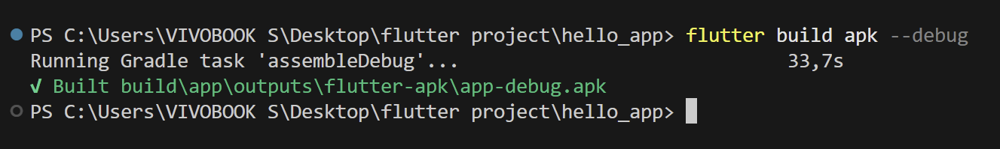 PS C:\Users\VIVOBOOK S\Desktop\flutter project\hello_app> flutter build apk --debug
Running Gradle task 'assembleDebug'... 33,7s
√ Built build\app\outputs\flutter-apk\app-debug.apk
PS C:\Users\VIVOBOOK S\Desktop\flutter project\hello_app>